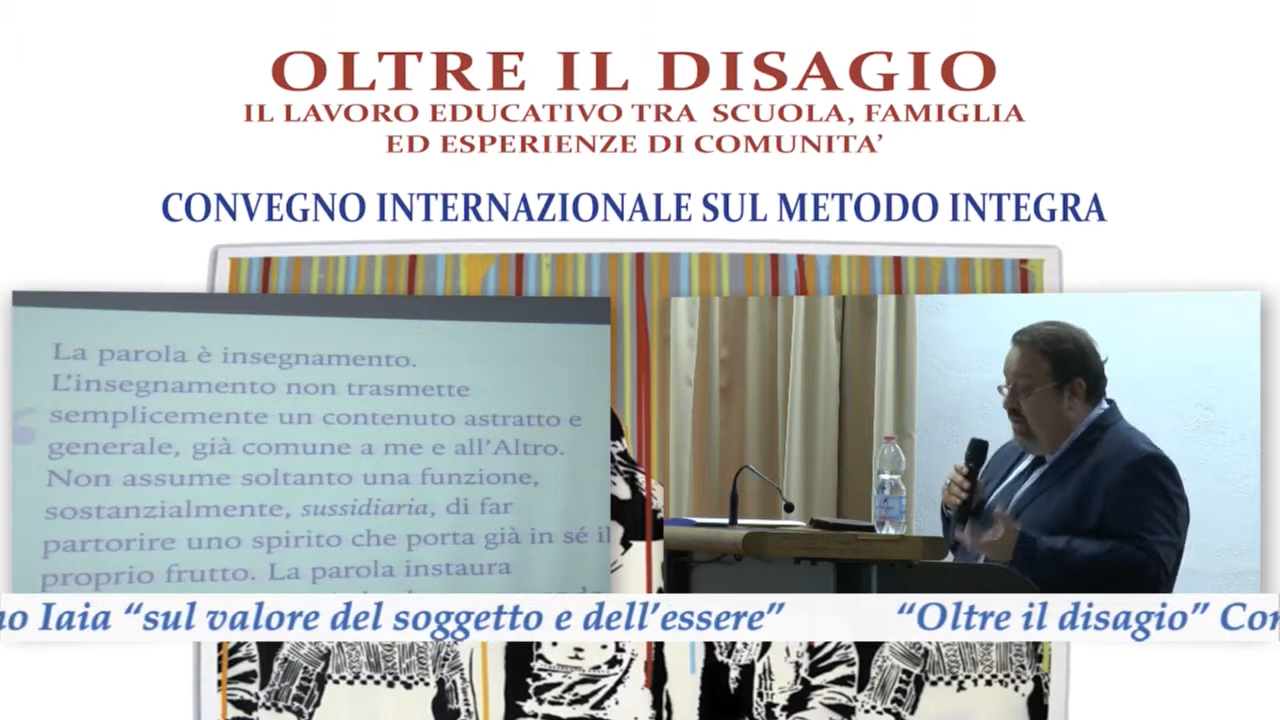 OLTRE IL DISAGIO
IL LAVORO EDUCATIVO TRA SCUOLA, FAMIGLIA
ED ESPERIENZE DI COMUNITA’
CONVEGNO INTERNAZIONALE SUL METODO INTEGRA
La parola è insegnamento.
L’insegnamento non trasmette
semplicemente un contenuto astratto e
generale, già comune a me e all’Altro.
Non assume soltanto una funzione,
sostanzialmente, sussidiaria, di far
partorire uno spirito che porta già in sé il
proprio frutto. La parola instaura
no Iaia “sul valore del soggetto e dell’essere” “Oltre il disagio” Con